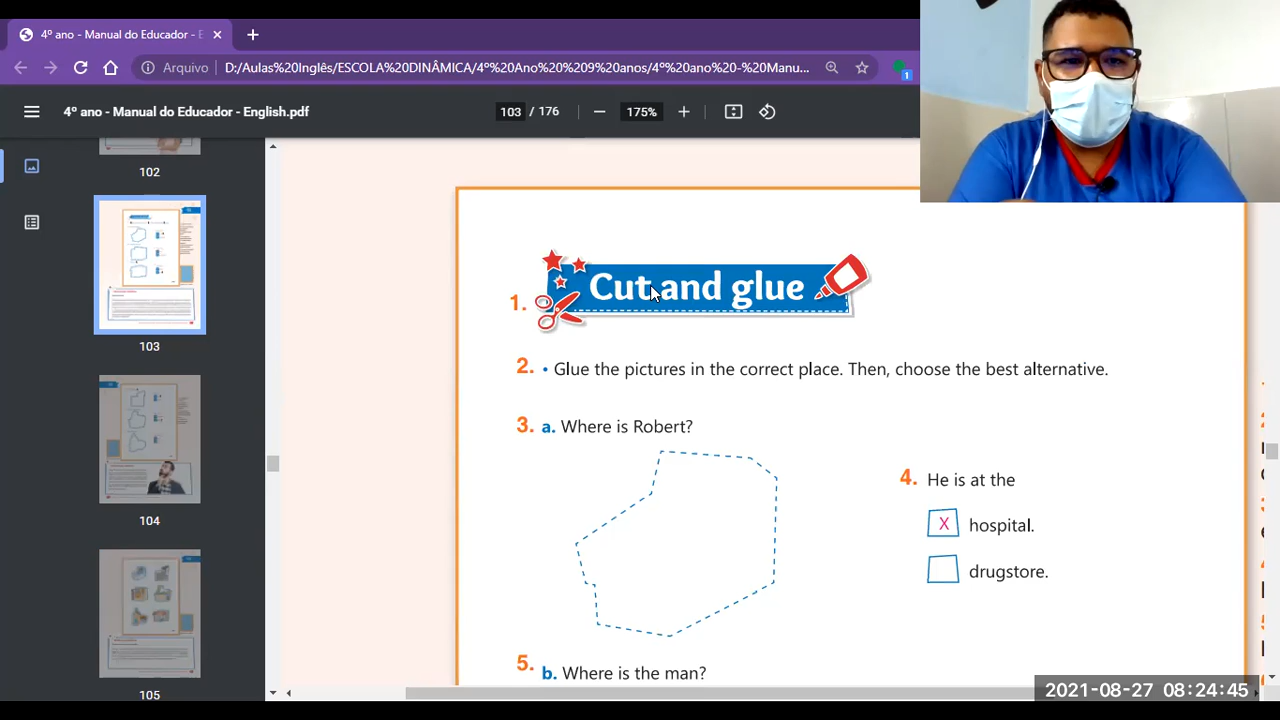 4º ano - Manual do Educador - E
Arquivo D:/Aulas%20Inglês/ESCOLA%20DINÂMICA/4º%20Ano%20%209%20anos/4º%20ano%20-%20Manu...
1
4º ano - Manual do Educador - English.pdf
103 / 176
175%
102
103
104
105
1. Cut and glue
2. • Glue the pictures in the correct place. Then, choose the best alternative.
3. a. Where is Robert?
4. He is at the
X hospital.
drugstore.
5. b. Where is the man?
2021-08-27 08:24:45